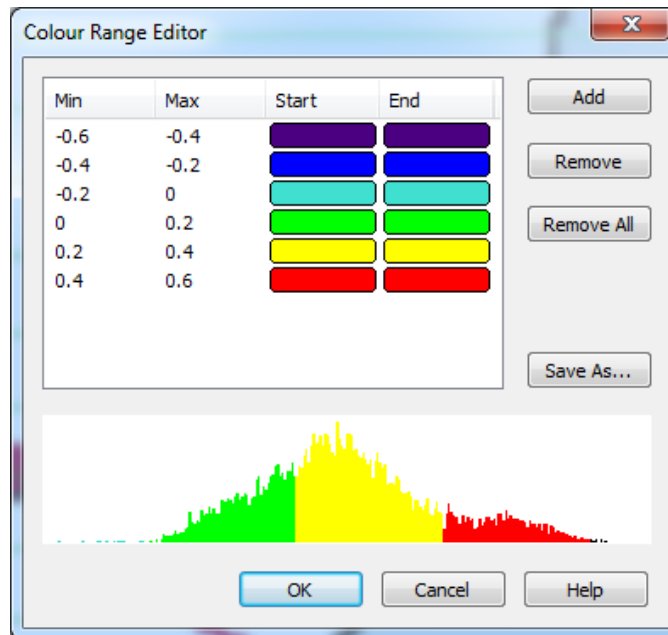 Colour Range Editor
Min Max Start End
-0.6 -0.4
-0.4 -0.2
-0.2 0
0 0.2
0.2 0.4
0.4 0.6
Add
Remove
Remove All
Save As...
OK Cancel Help